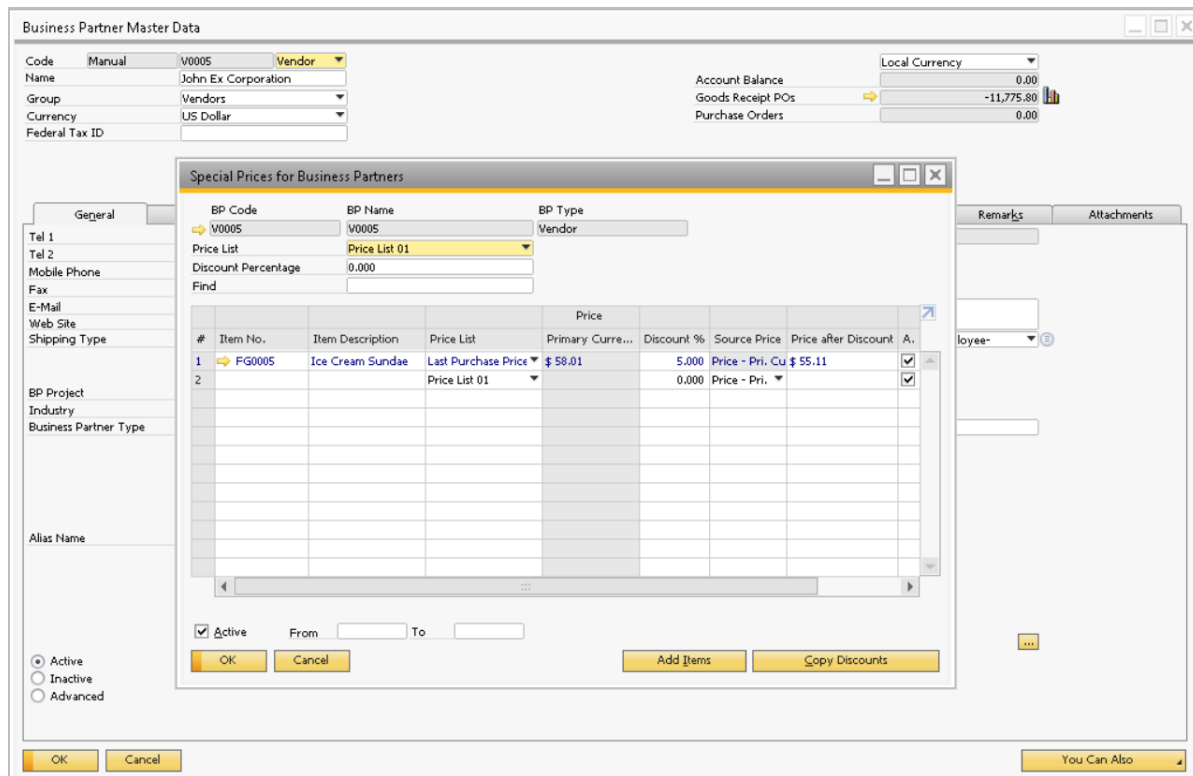 Business Partner Master Data
Code Manual V0005 Vendor Local Currency
Name John Ex Corporation Account Balance 0.00
Group Vendors Goods Receipt POs -11,775.80
Currency US Dollar Purchase Orders 0.00
Federal Tax ID
General Remarks Attachments
Tel 1
Tel 2
Mobile Phone
Fax
E-Mail
Web Site
Shipping Type
BP Project
Industry
Business Partner Type
Alias Name
Active
Inactive
Advanced
loyee-
Special Prices for Business Partners
BP Code BP Name BP Type
V0005 V0005 Vendor
Price List Price List 01
Discount Percentage 0.000
Find
Price
# Item No. Item Description Price List Primary Curre... Discount % Source Price Price after Discount A.
1 FG0005 Ice Cream Sundae Last Purchase Price $ 58.01 5.000 Price - Pri. Cu $ 55.11
2 Price List 01 0.000 Price - Pri.
Active From To
OK Cancel Add Items Copy Discounts
...
OK Cancel You Can Also